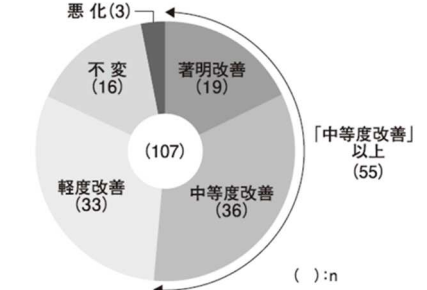 悪 化(3)
不 変
(16)
著明改善
(19)
(107)
軽度改善
(33)
中等度改善
(36)
「中等度改善」
以上
(55)
( ):n